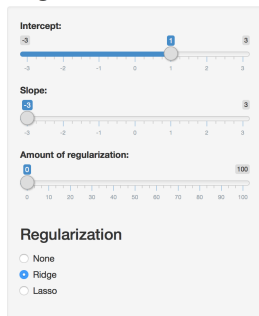 Intercept:
-3 1 3
-3 -2 -1 0 1 2 3
Slope:
-3 3
-3 -2 -1 0 1 2 3
Amount of regularization:
0 100
0 10 20 30 40 50 60 70 80 90 100
Regularization
None
Ridge
Lasso